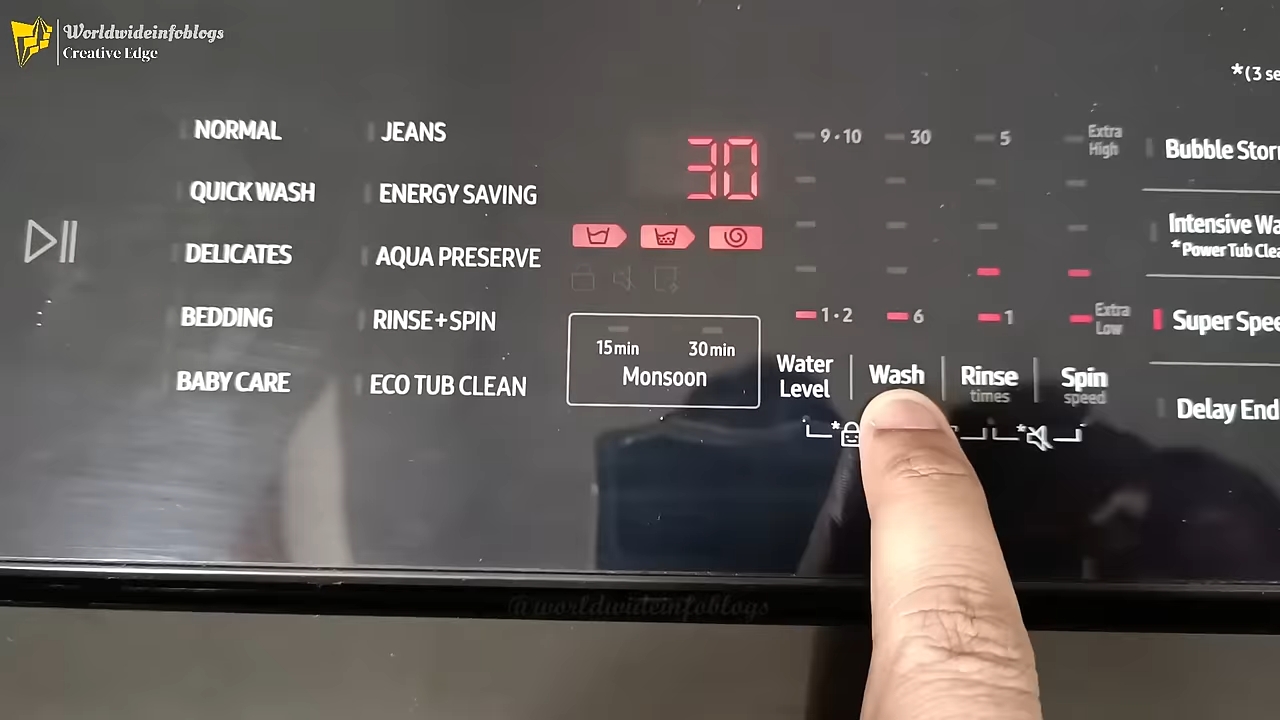 Worldwideinfoblogs
Creative Edge
*(3 se
NORMAL
QUICK WASH
DELICATES
BEDDING
BABY CARE
JEANS
ENERGY SAVING
AQUA PRESERVE
RINSE+SPIN
ECO TUB CLEAN
30
15min 30min
Monsoon
9·10 30 5 Extra High
1·2 6 1 Extra Low
Water Level
Wash
Rinse
times
Spin
speed
Bubble Stor
Intensive Wa
*Power Tub Clea
Super Spee
Delay End
@worldwideinfoblogs